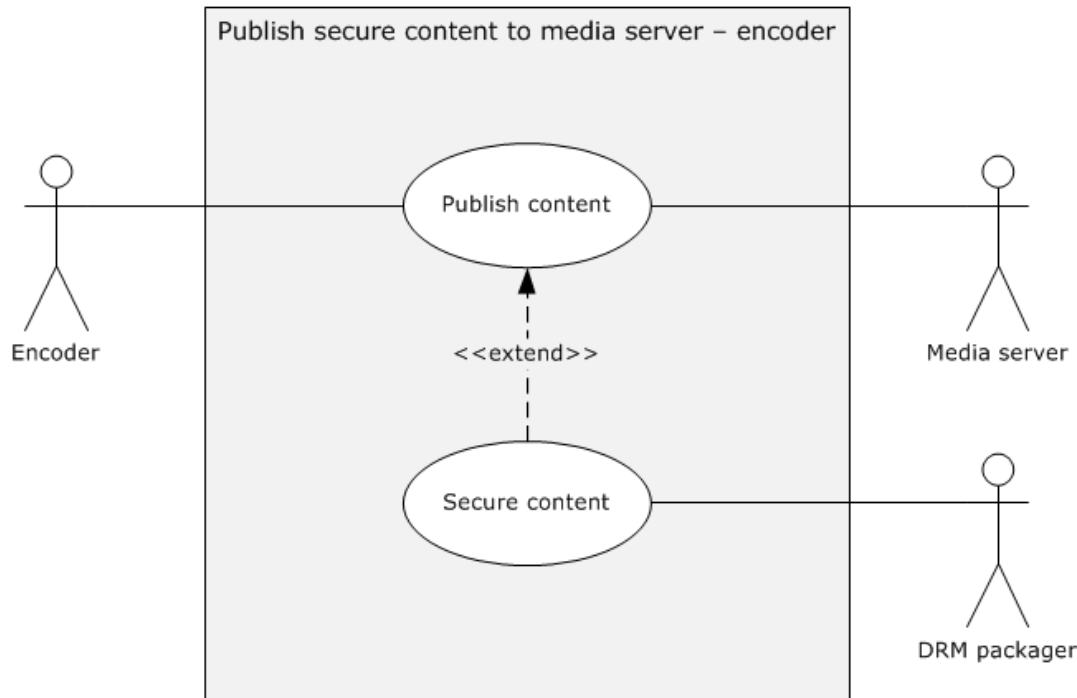 Publish secure content to media server – encoder
Publish content
Encoder
<<extend>>
Media server
Secure content
DRM packager